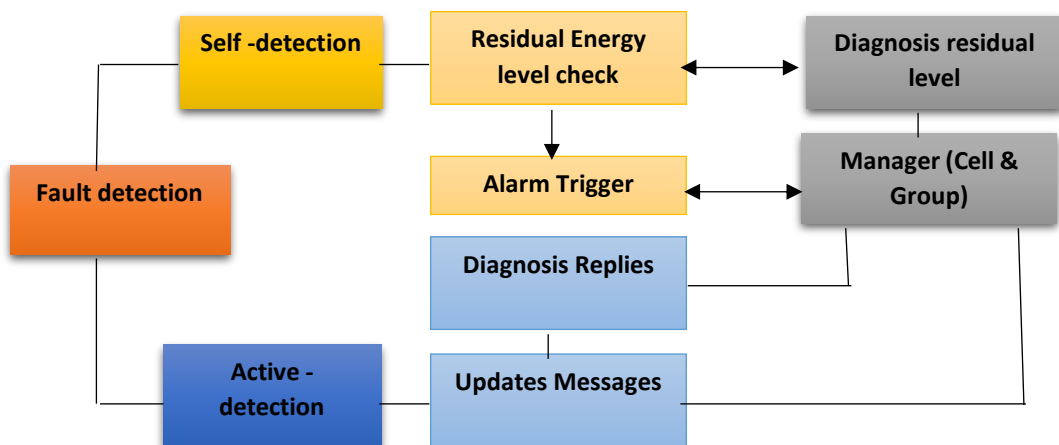 Self -detection
Residual Energy
level check
Diagnosis residual
level
Fault detection
Alarm Trigger
Manager (Cell &
Group)
Diagnosis Replies
Active -
detection
Updates Messages